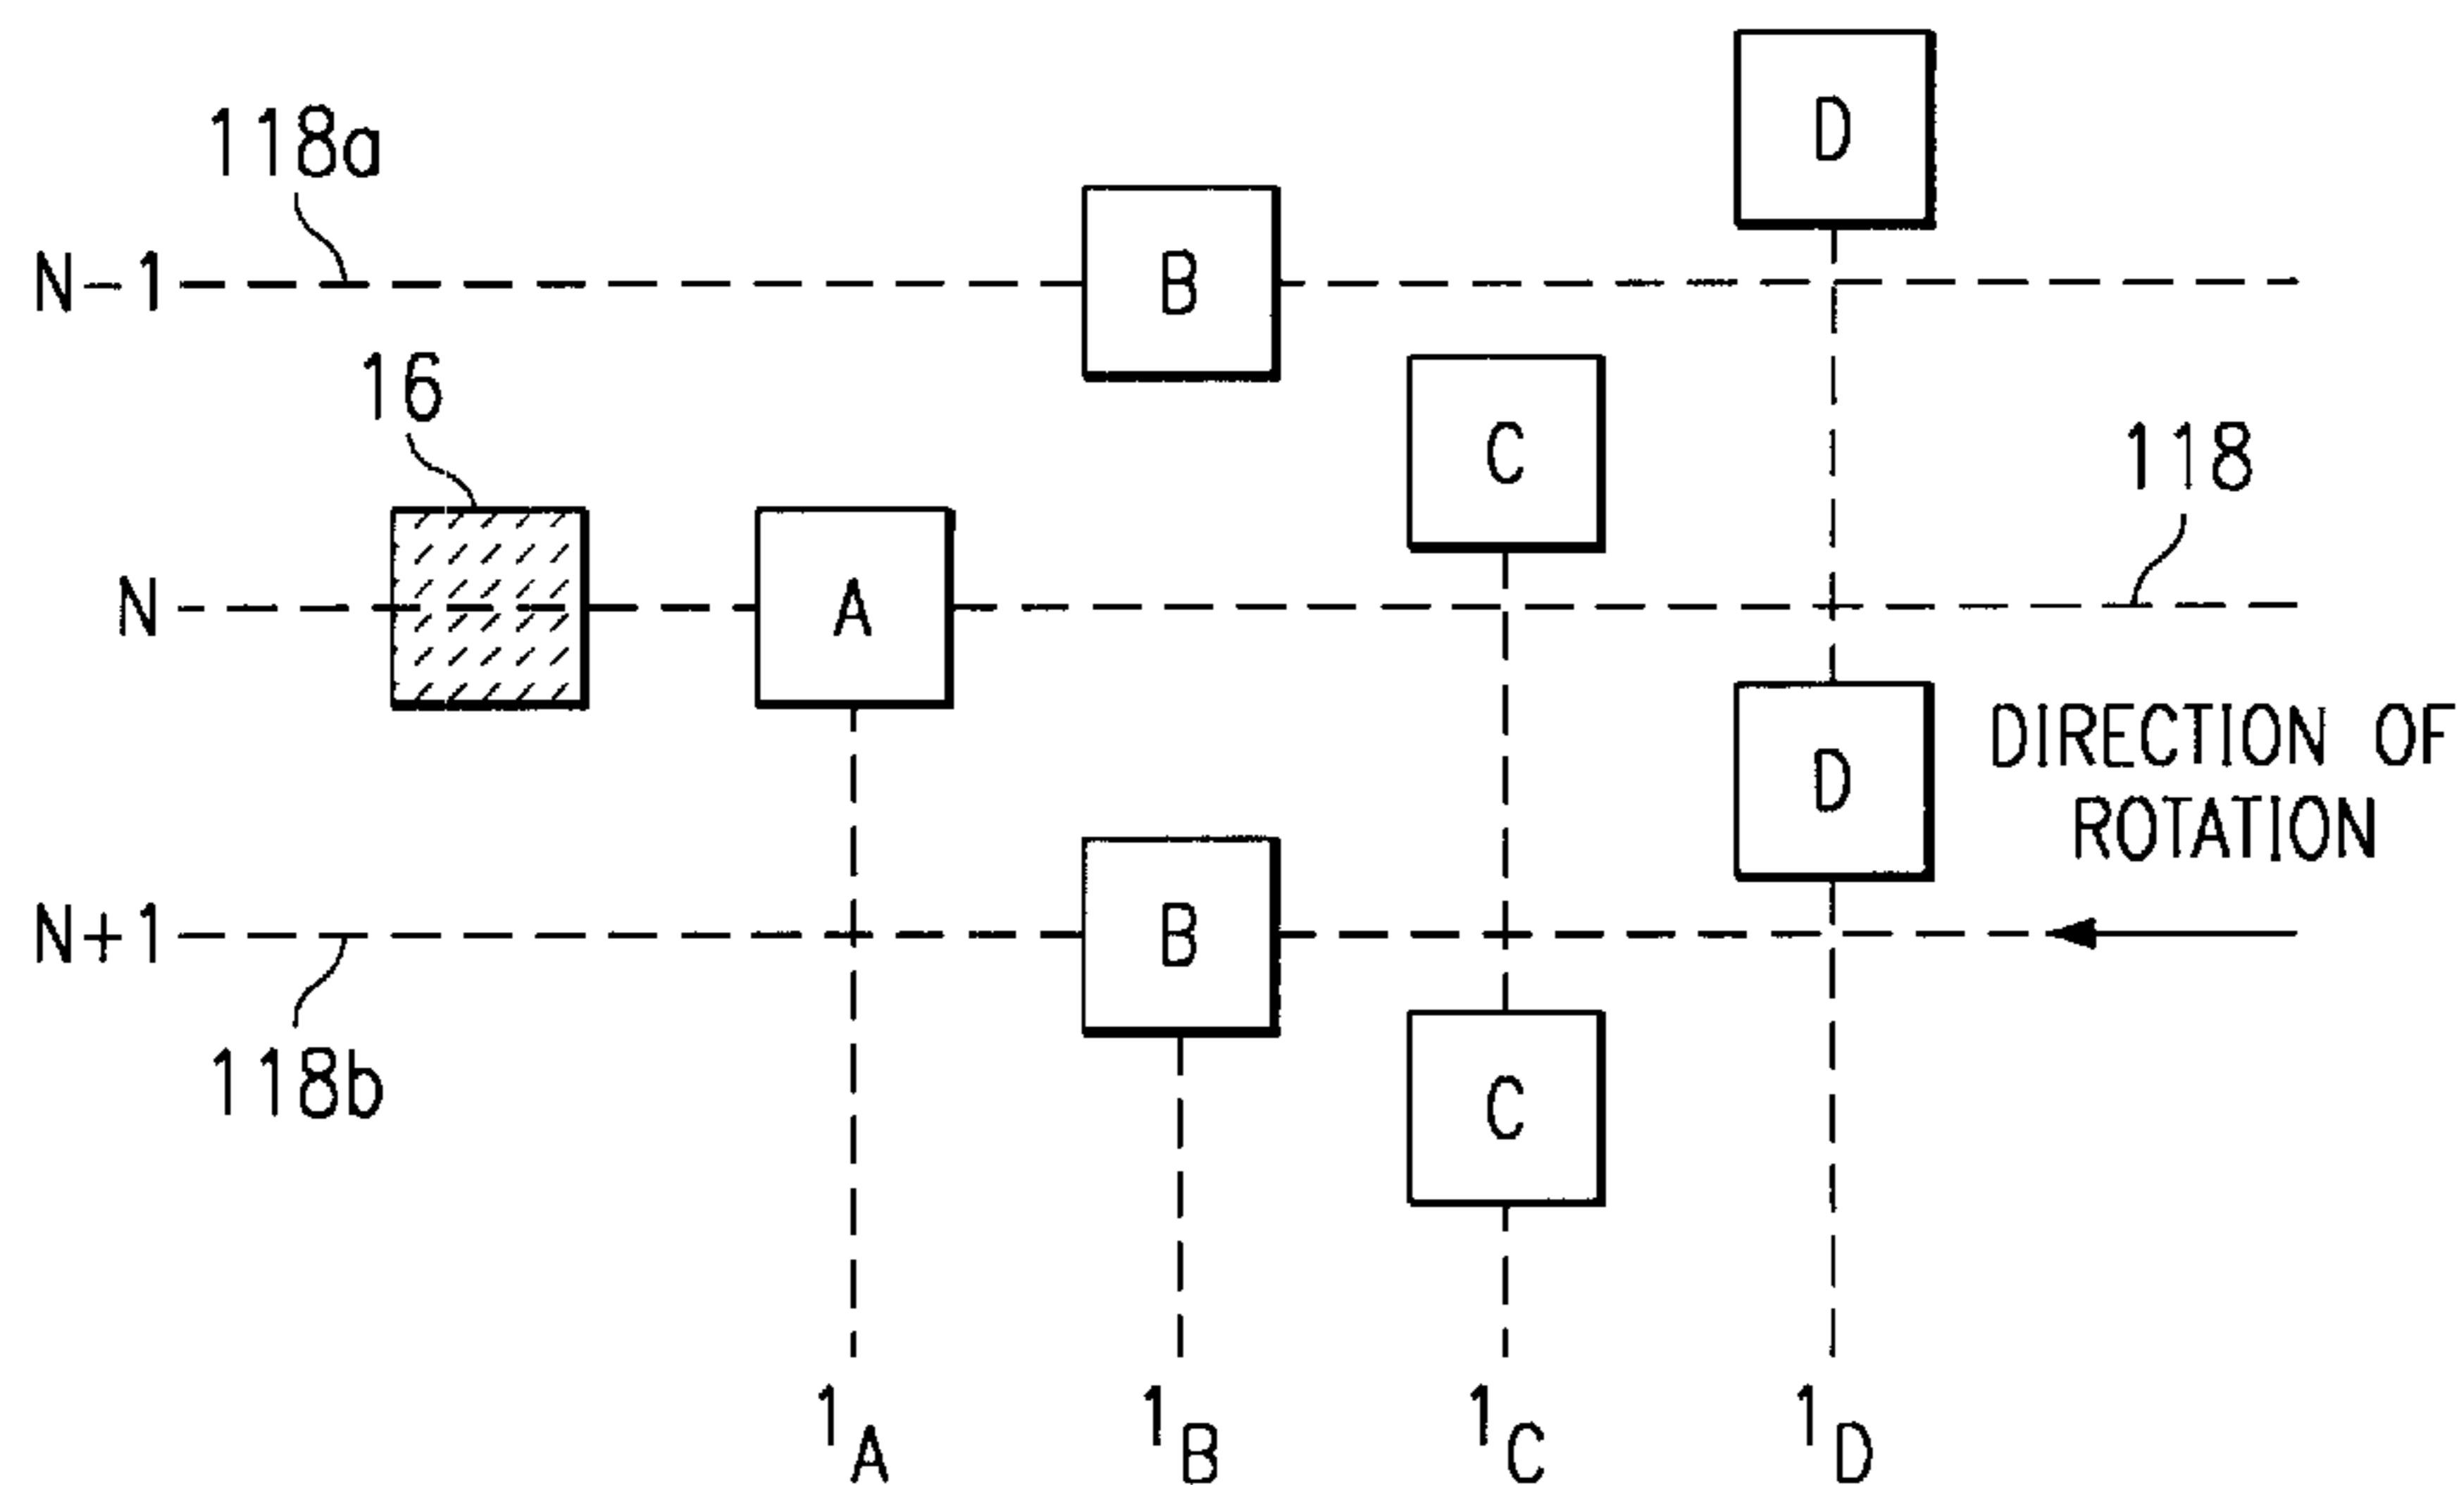 D
118a
B
N-1
16
C
118
N
A
D
DIRECTION OF
ROTATION
N+1
B
118b
C
1A
1B
1C
1D